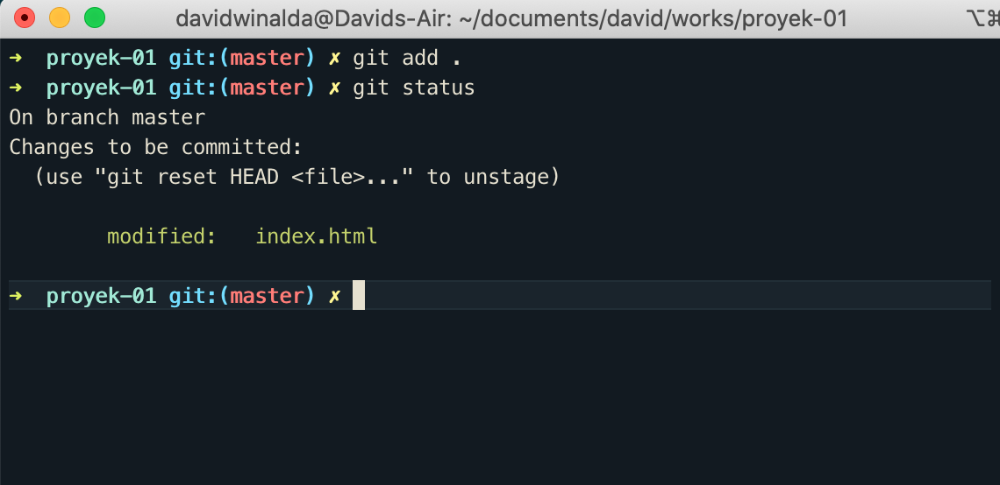 davidwinalda@Davids-Air: ~/documents/david/works/proyek-01 ⌥⌘
➜ proyek-01 git:(master) ✗ git add .
➜ proyek-01 git:(master) ✗ git status
On branch master
Changes to be committed:
(use "git reset HEAD <file>..." to unstage)
modified: index.html
➜ proyek-01 git:(master) ✗